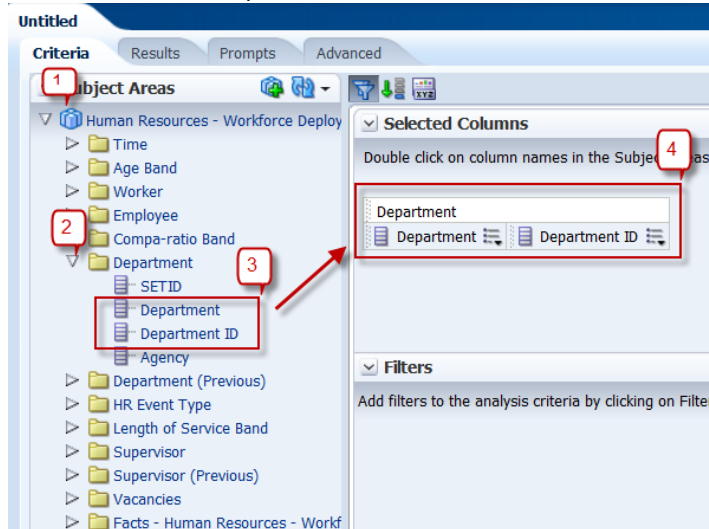 Untitled
Criteria Results Prompts Advanced
1
Subject Areas
Human Resources - Workforce Deploy
Time
Age Band
Worker
Employee
2
Compa-ratio Band
Department
3
SETID
Department
Department ID
Agency
Department (Previous)
HR Event Type
Length of Service Band
Supervisor
Supervisor (Previous)
Vacancies
Facts - Human Resources - Workf
XYZ
Selected Columns
4
Double click on column names in the Subject
Department
Department Department ID
Filters
Add filters to the analysis criteria by clicking on Filte